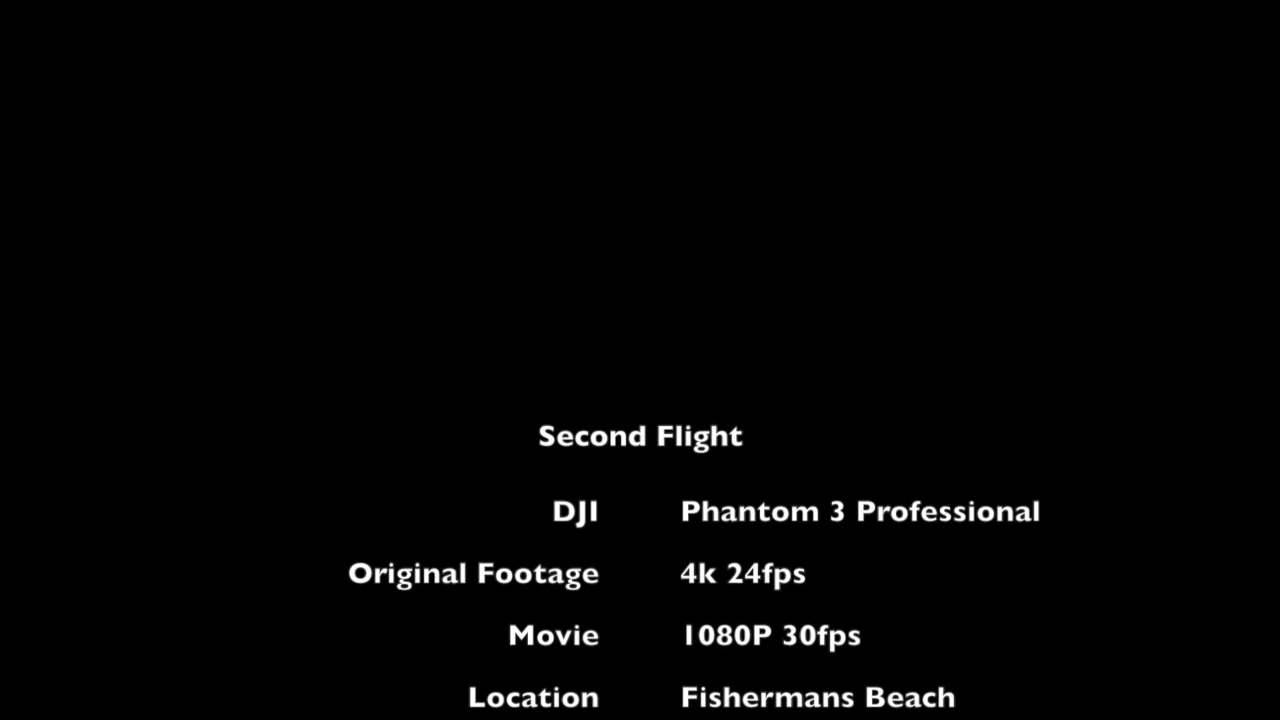 Second Flight
DJI Phantom 3 Professional
Original Footage 4k 24fps
Movie 1080P 30fps
Location Fishermans Beach